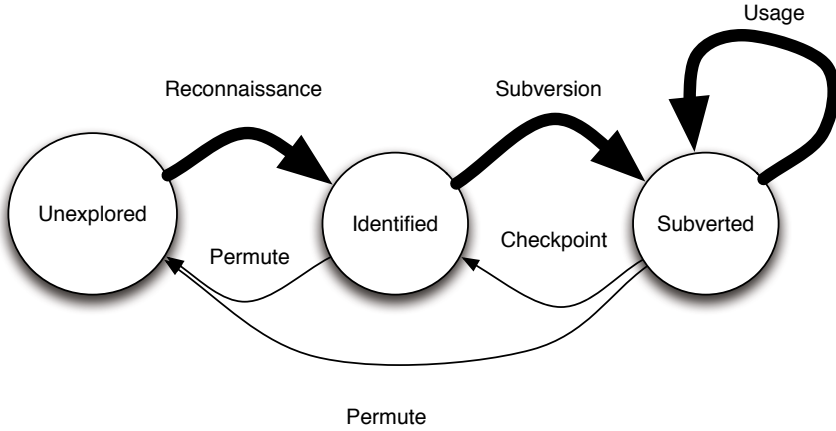 Usage
Reconnaissance
Subversion
Unexplored
Identified
Subverted
Permute
Checkpoint
Permute